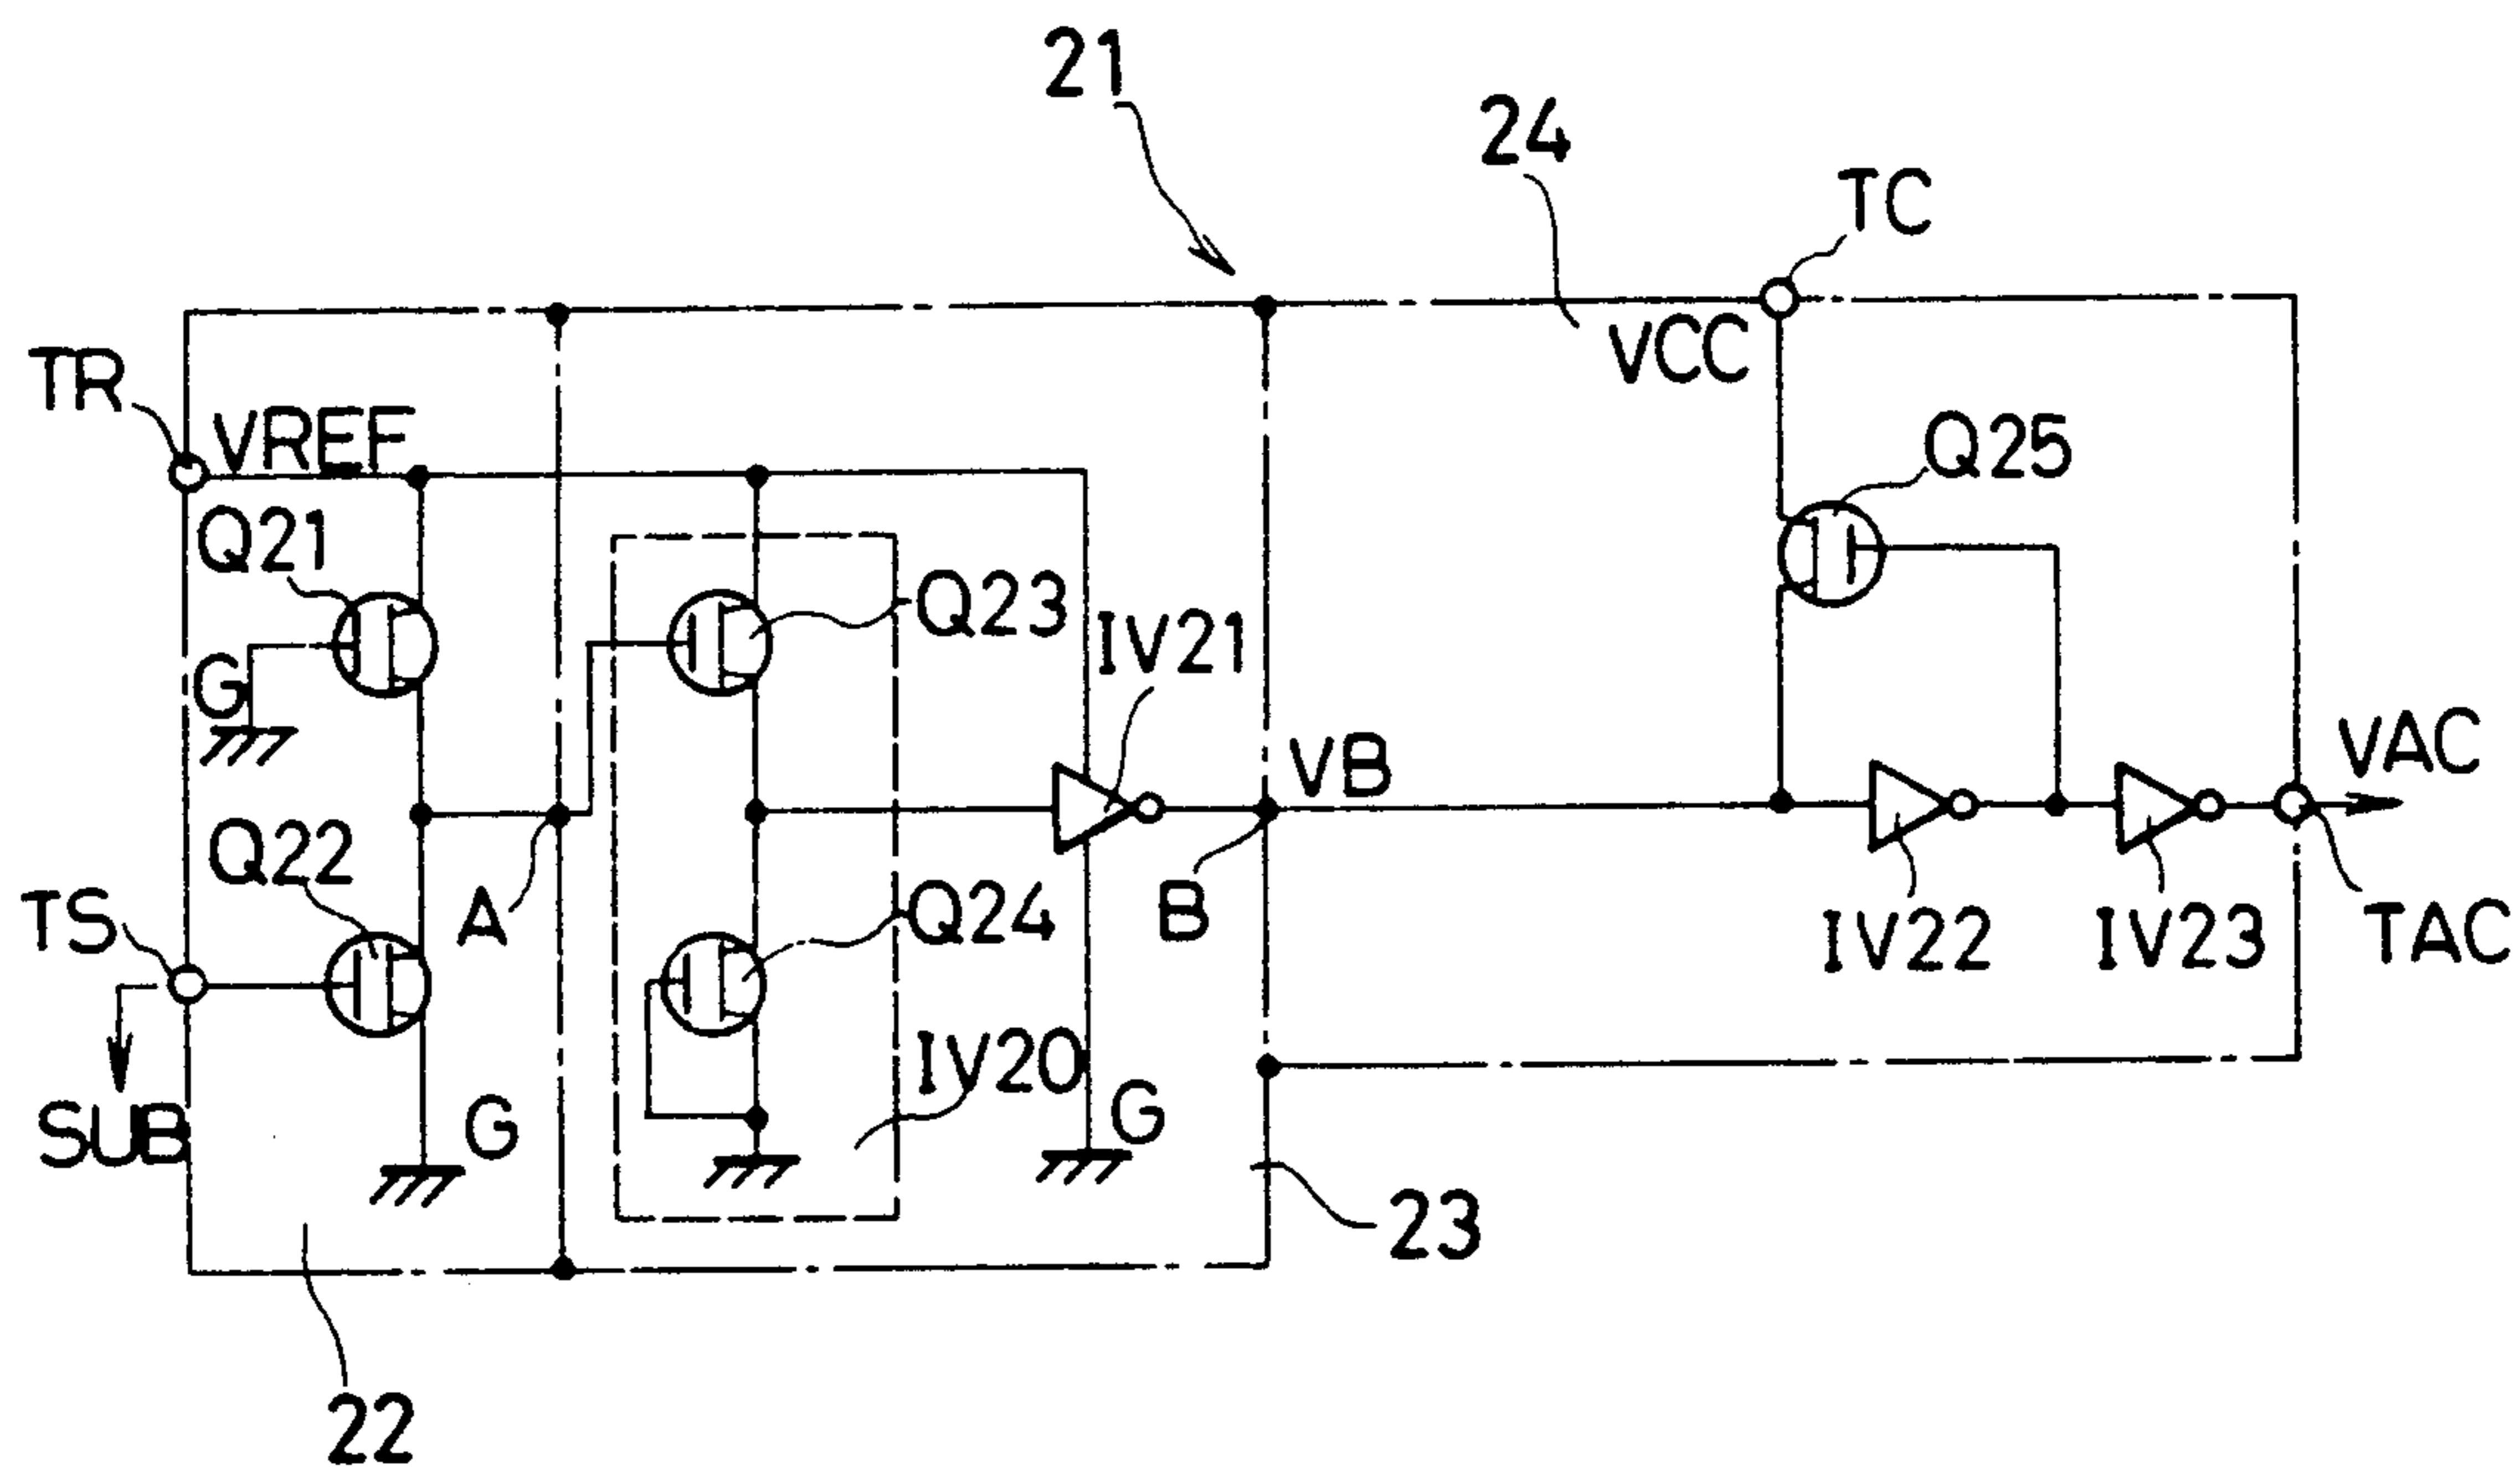 21
24
TC
VCC
TR
VREF
Q25
Q21
Q23
IV21
G
VB
VAC
Q22
TS
A
Q24
B
IV22
IV23
TAC
IV20
SUB
G
G
23
22